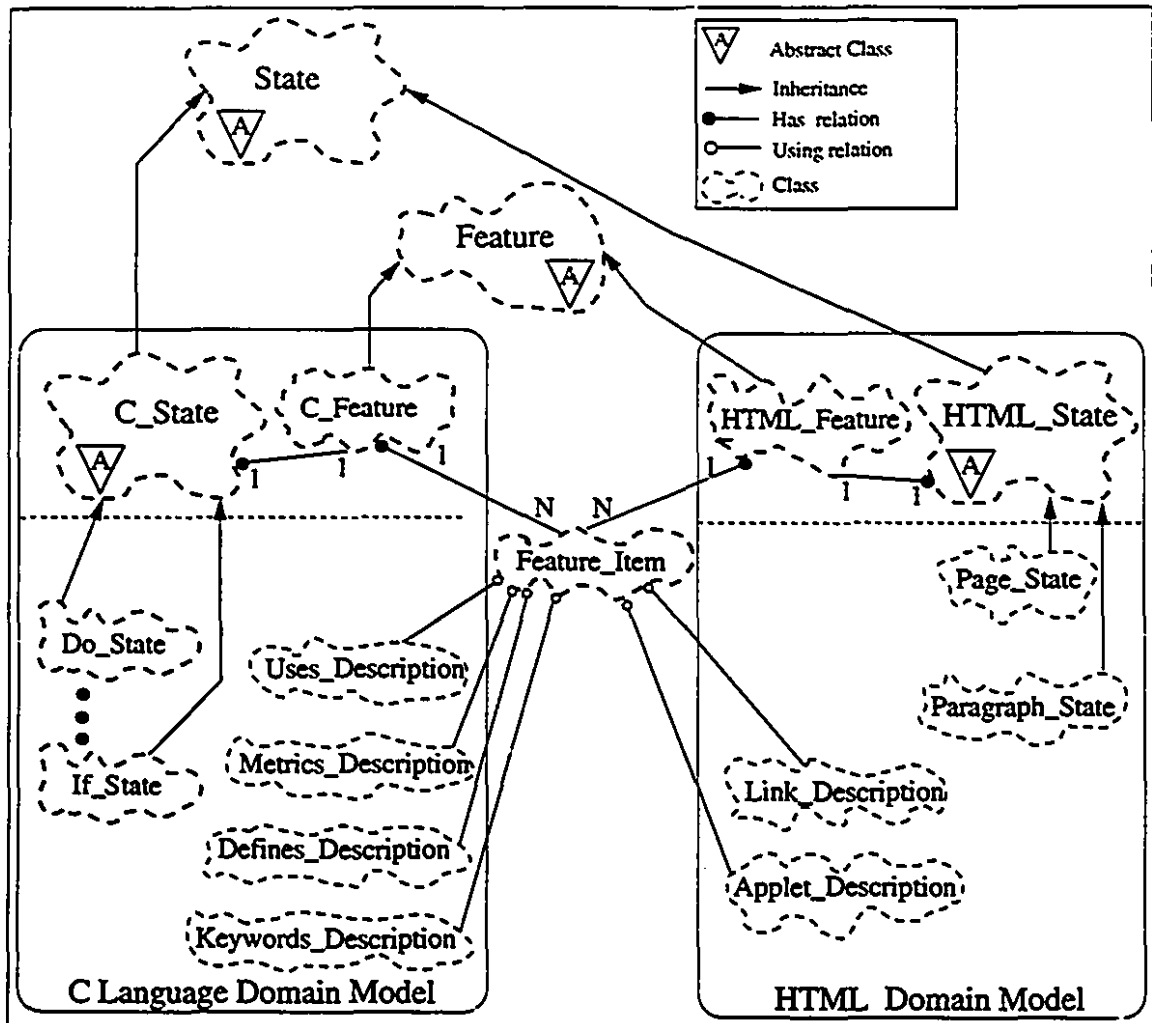 State
A
A
Abstract Class
Inheritance
Has relation
Using relation
Class
Feature
A
C_State
A
C_Feature
1
1
1
HTML_Feature
HTML_State
A
1
1
1
N
N
Feature_Item
Do_State
If_State
Uses_Description
Metrics_Description
Defines_Description
Keywords_Description
C Language Domain Model
Page_State
Paragraph_State
Link_Description
Applet_Description
HTML Domain Model